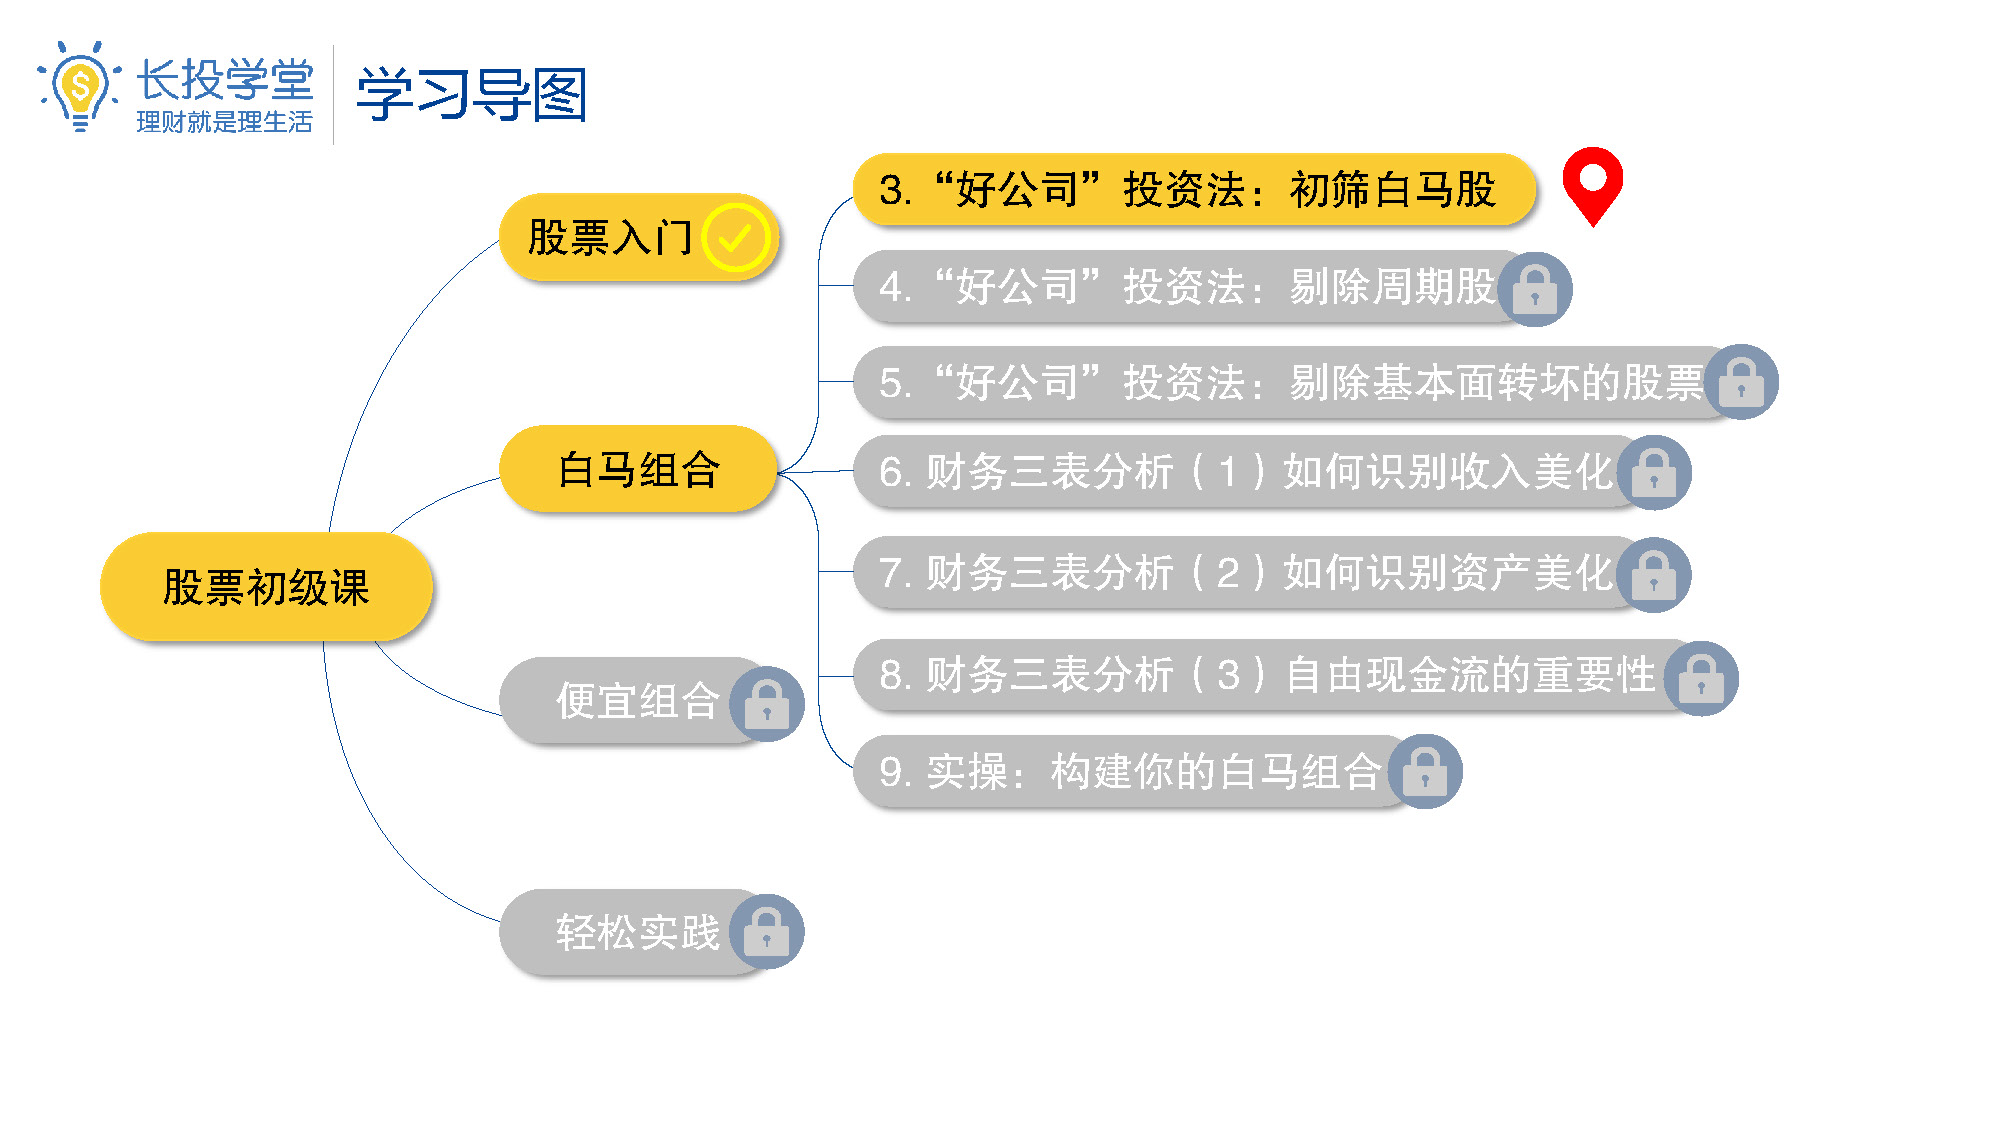 长投学堂
理财就是理生活
学习导图
股票初级课
股票入门
白马组合
3.“好公司”投资法：初筛白马股
4.“好公司”投资法：剔除周期股
5.“好公司”投资法：剔除基本面转坏的股票
6. 财务三表分析（1）如何识别收入美化
7. 财务三表分析（2）如何识别资产美化
8. 财务三表分析（3）自由现金流的重要性
9. 实操：构建你的白马组合
便宜组合
轻松实践